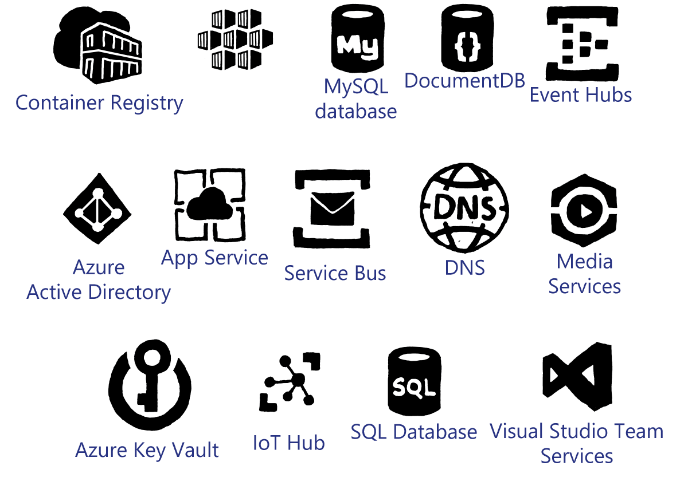 My
{}
Container Registry
MySQL
database
DocumentDB
Event Hubs
DNS
Azure
Active Directory
App Service
Service Bus
DNS
Media
Services
SQL
Azure Key Vault
IoT Hub
SQL Database
Visual Studio Team
Services